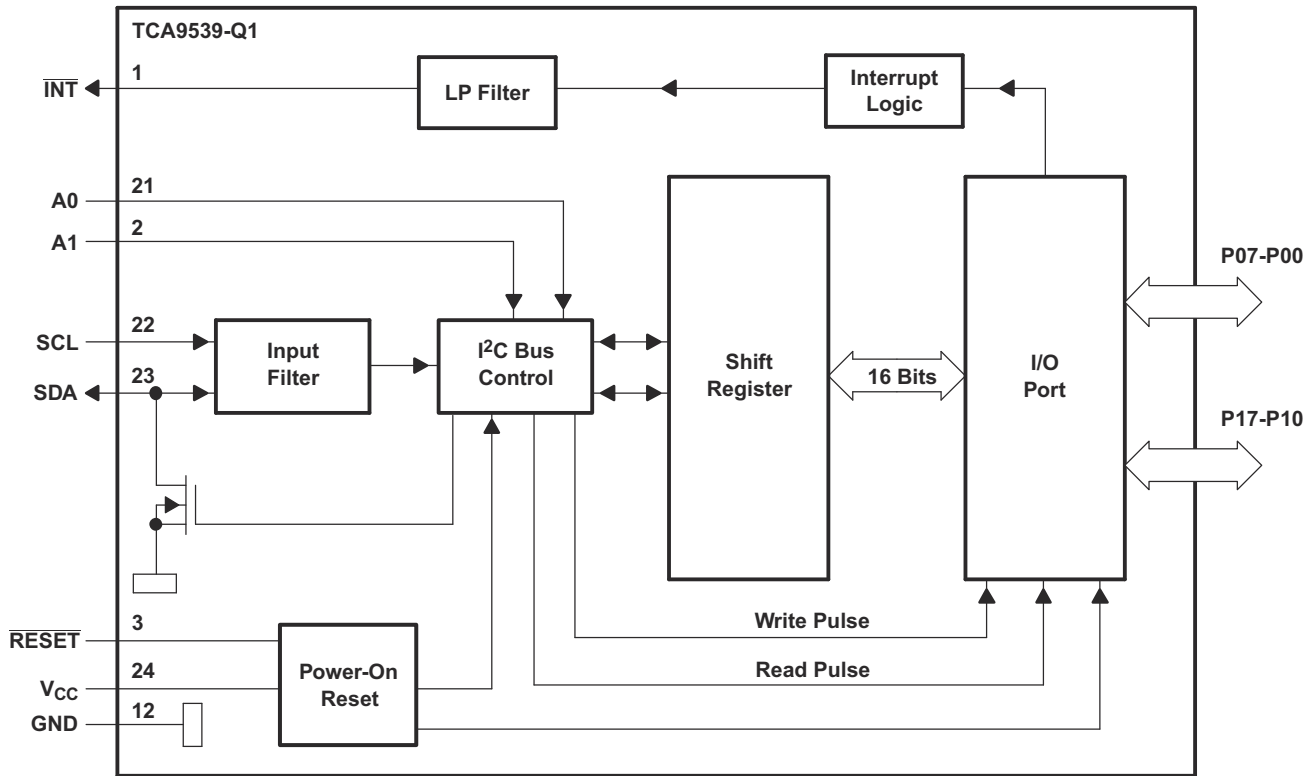 TCA9539-Q1
1
INT
LP Filter
Interrupt
Logic
21
A0
2
A1
P07-P00
22
SCL
Input
Filter
I²C Bus
Control
Shift
Register
16 Bits
I/O
Port
23
SDA
P17-P10
3
RESET
Write Pulse
Power-On
Reset
Read Pulse
24
VCC
12
GND